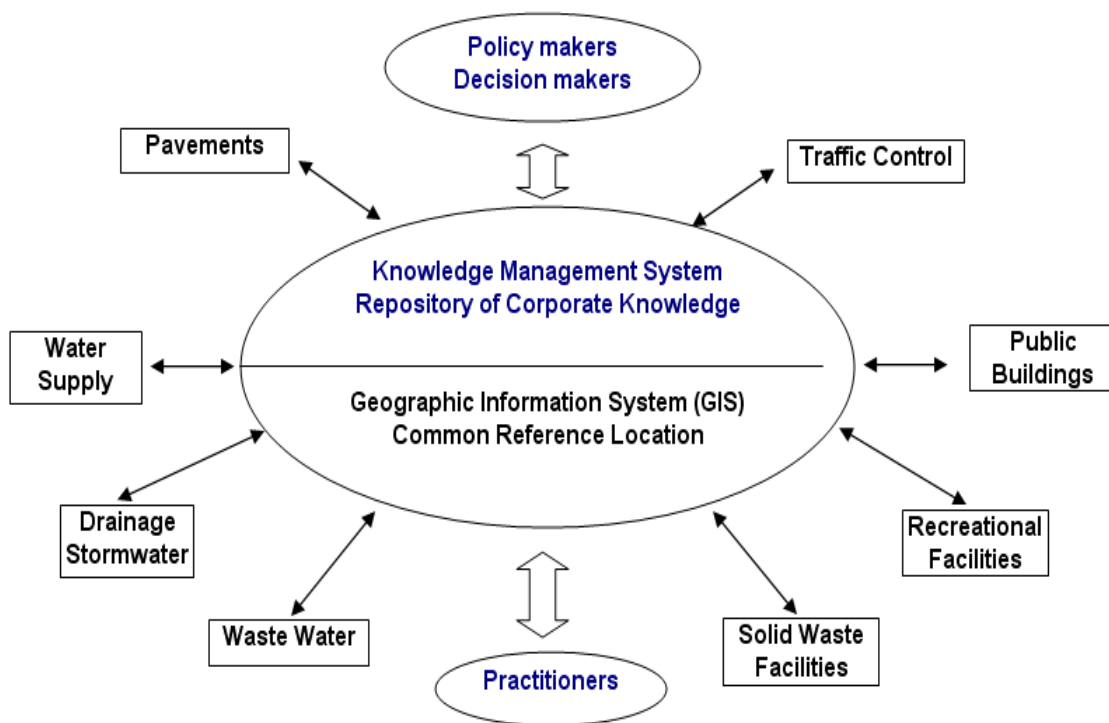 Policy makers
Decision makers
Pavements
Traffic Control
Knowledge Management System
Repository of Corporate Knowledge
Water
Supply
Public
Buildings
Geographic Information System (GIS)
Common Reference Location
Drainage
Stormwater
Recreational
Facilities
Waste Water
Solid Waste
Facilities
Practitioners